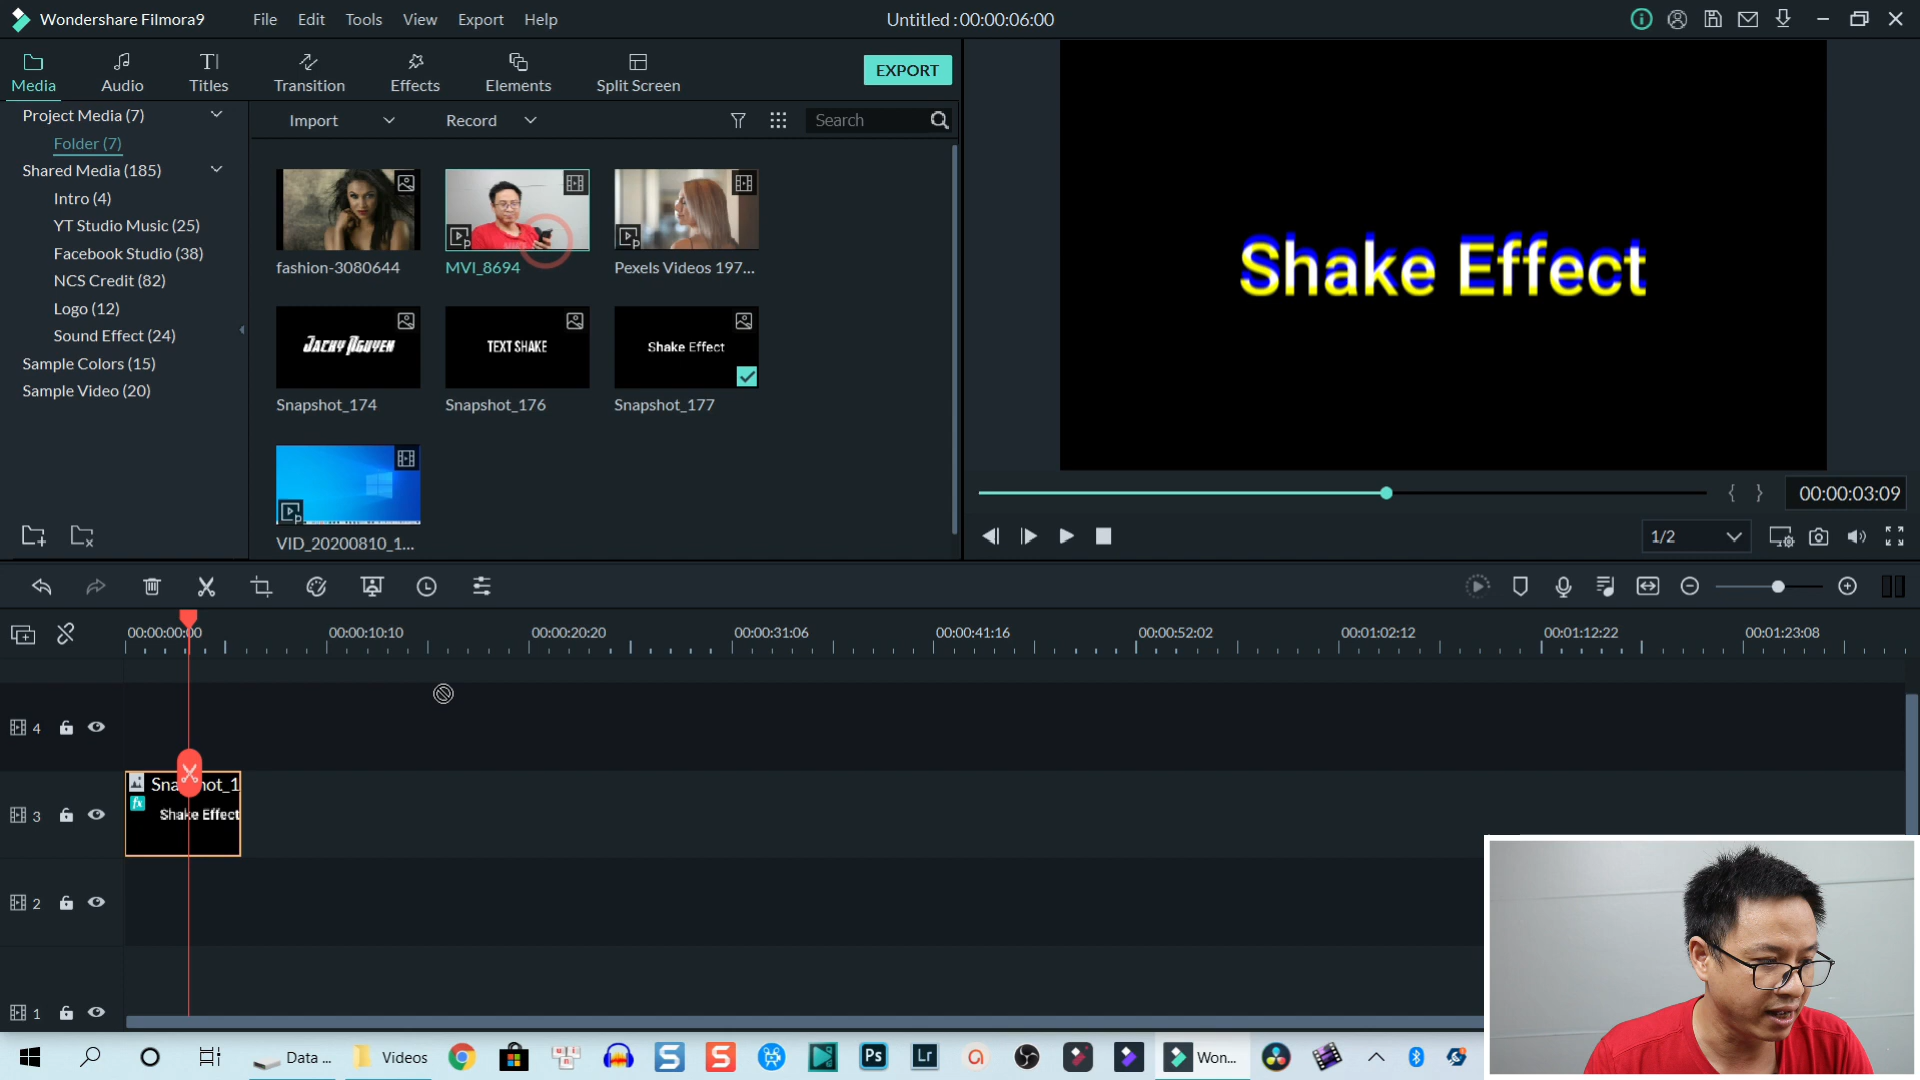 Wondershare Filmora9
File Edit Tools View Export Help
Untitled : 00:00:06:00
Media Audio Titles Transition Effects Elements Split Screen
EXPORT
Project Media (7)
Folder (7)
Shared Media (185)
Intro (4)
YT Studio Music (25)
Facebook Studio (38)
NCS Credit (82)
Logo (12)
Sound Effect (24)
Sample Colors (15)
Sample Video (20)
Import Record Search
fashion-3080644 MVI_8694 Pexels Videos 197...
JACKY NGUYEN TEXT SHAKE Shake Effect
Snapshot_174 Snapshot_176 Snapshot_177
VID_20200810_1...
Shake Effect
00:00:03:09
1/2
00:00:00:00 00:00:10:10 00:00:20:20 00:00:31:06 00:00:41:16 00:00:52:02 00:01:02:12 00:01:12:22 00:01:23:08
4
3
fx
Shake Effect
2
1
Data ... Videos Ps Lr Won...